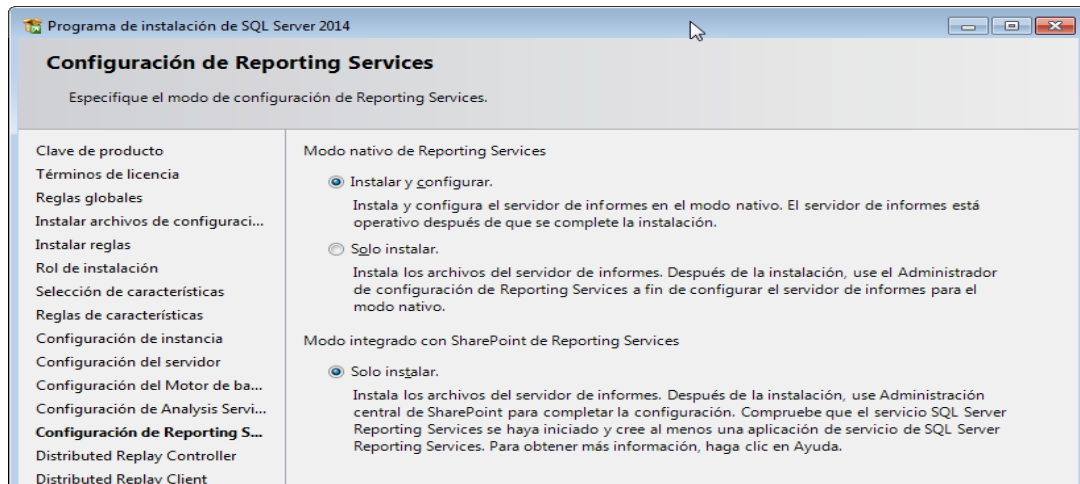 Programa de instalación de SQL Server 2014
Configuración de Reporting Services
Especifique el modo de configuración de Reporting Services.
Clave de producto
Términos de licencia
Reglas globales
Instalar archivos de configuraci...
Instalar reglas
Rol de instalación
Selección de características
Reglas de características
Configuración de instancia
Configuración del servidor
Configuración del Motor de ba...
Configuración de Analysis Servi...
Configuración de Reporting S...
Distributed Replay Controller
Distributed Replay Client
Modo nativo de Reporting Services
Instalar y configurar.
Instala y configura el servidor de informes en el modo nativo. El servidor de informes está
operativo después de que se complete la instalación.
Solo instalar.
Instala los archivos del servidor de informes. Después de la instalación, use el Administrador
de configuración de Reporting Services a fin de configurar el servidor de informes para el
modo nativo.
Modo integrado con SharePoint de Reporting Services
Solo instalar.
Instala los archivos del servidor de informes. Después de la instalación, use Administración
central de SharePoint para completar la configuración. Compruebe que el servicio SQL Server
Reporting Services se haya iniciado y cree al menos una aplicación de servicio de SQL Server
Reporting Services. Para obtener más información, haga clic en Ayuda.